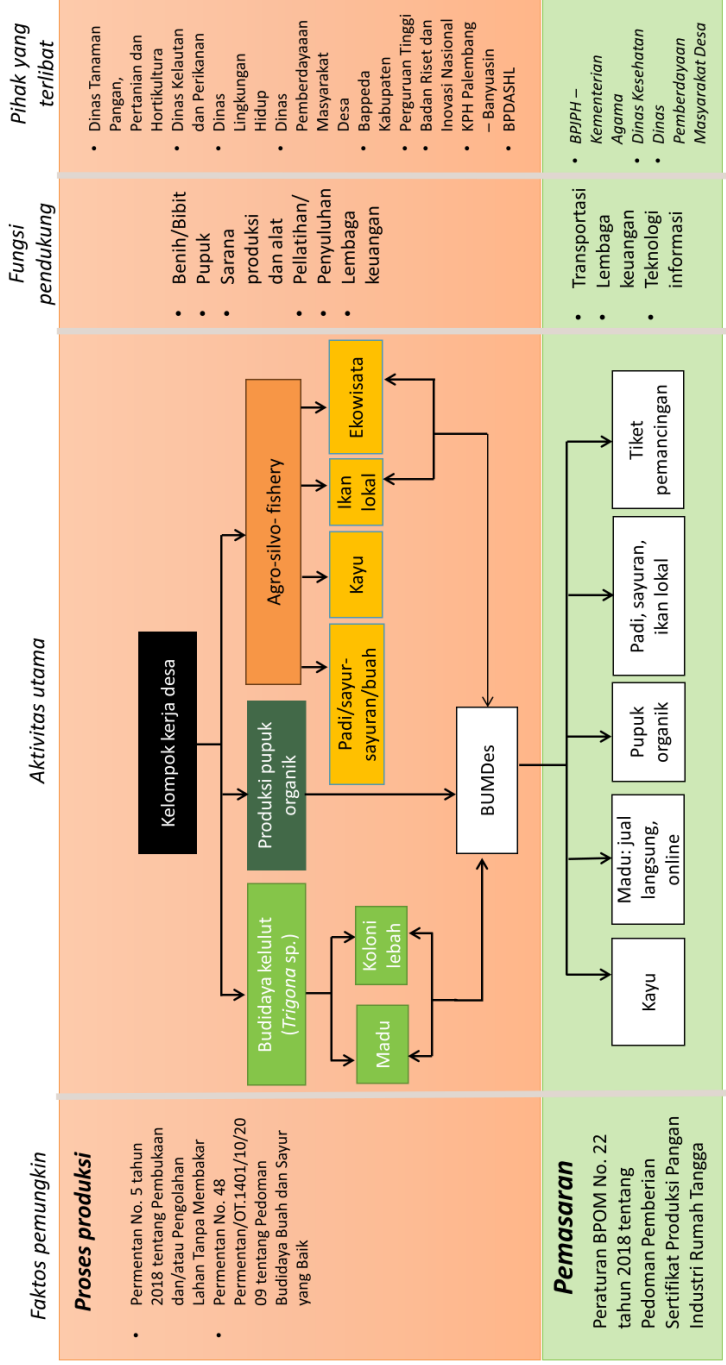 Faktos pemungkin
Aktivitas utama
Fungsi
pendukung
Pihak yang
terlibat
Proses produksi
• Permentan No. 5 tahun
2018 tentang Pembukaan
dan/atau Pengolahan
Lahan Tanpa Membakar
• Permentan No. 48
Permentan/OT.1401/10/20
09 tentang Pedoman
Budidaya Buah dan Sayur
yang Baik
Kelompok kerja desa
Budidaya kelulut
(Trigona sp.)
Produksi pupuk
organik
Agro-silvo- fishery
Madu
Koloni
lebah
Padi/sayur-
sayuran/buah
Kayu
Ikan
lokal
Ekowisata
BUMDes
• Benih/Bibit
• Pupuk
• Sarana
produksi
dan alat
• Pellatihan/
• Penyuluhan
• Lembaga
keuangan
• Dinas Tanaman
Pangan,
Pertanian dan
Hortikultura
• Dinas Kelautan
dan Perikanan
• Dinas
Lingkungan
Hidup
• Dinas
Pemberdayaaan
Masyarakat
Desa
• Bappeda
Kabupaten
• Perguruan Tinggi
• Badan Riset dan
Inovasi Nasional
• KPH Palembang
– Banyuasin
• BPDASHL
Pemasaran
Peraturan BPOM No. 22
tahun 2018 tentang
Pedoman Pemberian
Sertifikat Produksi Pangan
Industri Rumah Tangga
Kayu
Madu: jual
langsung,
online
Pupuk
organik
Padi, sayuran,
ikan lokal
Tiket
pemancingan
• Transportasi
• Lembaga
keuangan
• Teknologi
informasi
• BPJPH –
Kementerian
Agama
• Dinas Kesehatan
• Dinas
Pemberdayaan
Masyarakat Desa